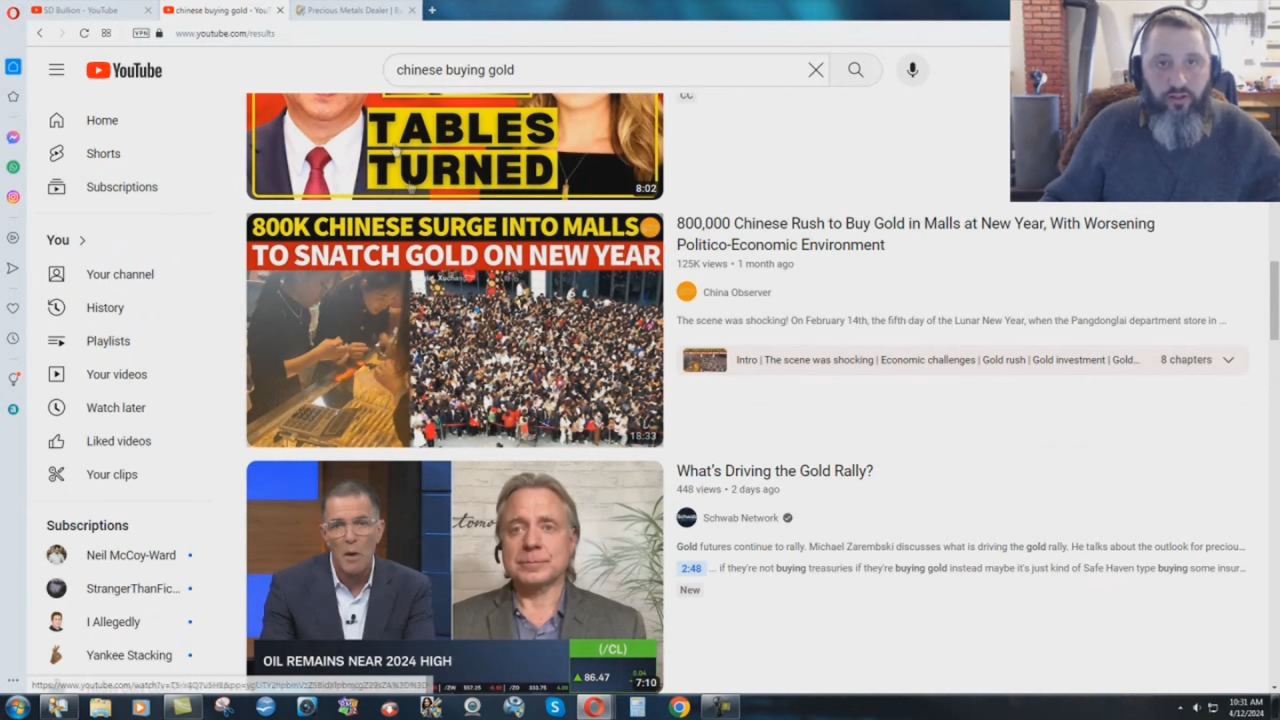 SD Bullion - YouTube
chinese buying gold - YouT
Precious Metals Dealer | B
VPN
www.youtube.com/results
YouTube
chinese buying gold
Home
Shorts
Subscriptions
You
Your channel
History
Playlists
Your videos
Watch later
Liked videos
Your clips
Subscriptions
Neil McCoy-Ward
StrangerThanFic...
I Allegedly
Yankee Stacking
TABLES
TURNED
8:02
CC
800K CHINESE SURGE INTO MALLS
TO SNATCH GOLD ON NEW YEAR
18:33
800,000 Chinese Rush to Buy Gold in Malls at New Year, With Worsening
Politico-Economic Environment
125K views • 1 month ago
China Observer
The scene was shocking! On February 14th, the fifth day of the Lunar New Year, when the Pangdonglai department store in ...
Intro | The scene was shocking | Economic challenges | Gold rush | Gold investment | Gold...
8 chapters
OIL REMAINS NEAR 2024 HIGH
(/CL)
86.47
7:10
What's Driving the Gold Rally?
448 views • 2 days ago
Schwab
Schwab Network
Gold futures continue to rally. Michael Zarembski discusses what is driving the gold rally. He talks about the outlook for preciou...
2:48 ... if they're not buying treasuries if they're buying gold instead maybe it's just kind of Safe Haven type buying some insur...
New
10:31 AM
4/12/2024